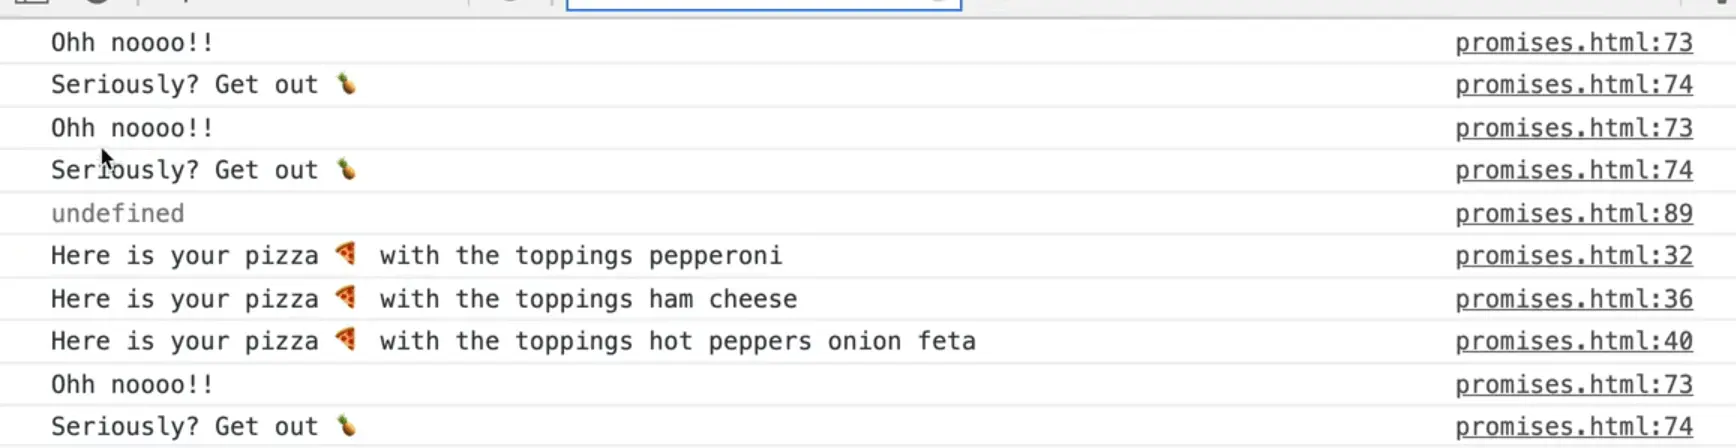 Ohh noooo!! promises.html:73
Seriously? Get out 🍍 promises.html:74
Ohh noooo!! promises.html:73
Seriously? Get out 🍍 promises.html:74
undefined promises.html:89
Here is your pizza 🍕 with the toppings pepperoni promises.html:32
Here is your pizza 🍕 with the toppings ham cheese promises.html:36
Here is your pizza 🍕 with the toppings hot peppers onion feta promises.html:40
Ohh noooo!! promises.html:73
Seriously? Get out 🍍 promises.html:74